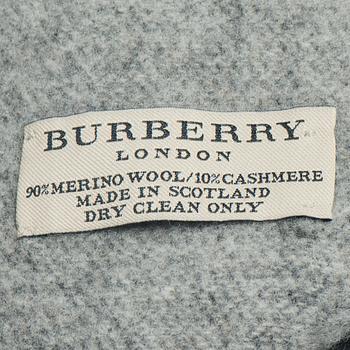 BURBERRY
LONDON
90% MERINO WOOL/10% CASHMERE
MADE IN SCOTLAND
DRY CLEAN ONLY